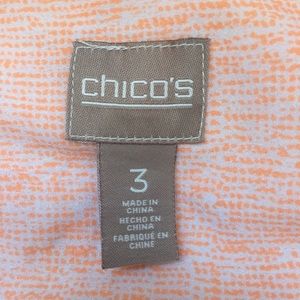 chico's
3
MADE IN
CHINA
HECHO EN
CHINA
FABRIQUÉ EN
CHINE